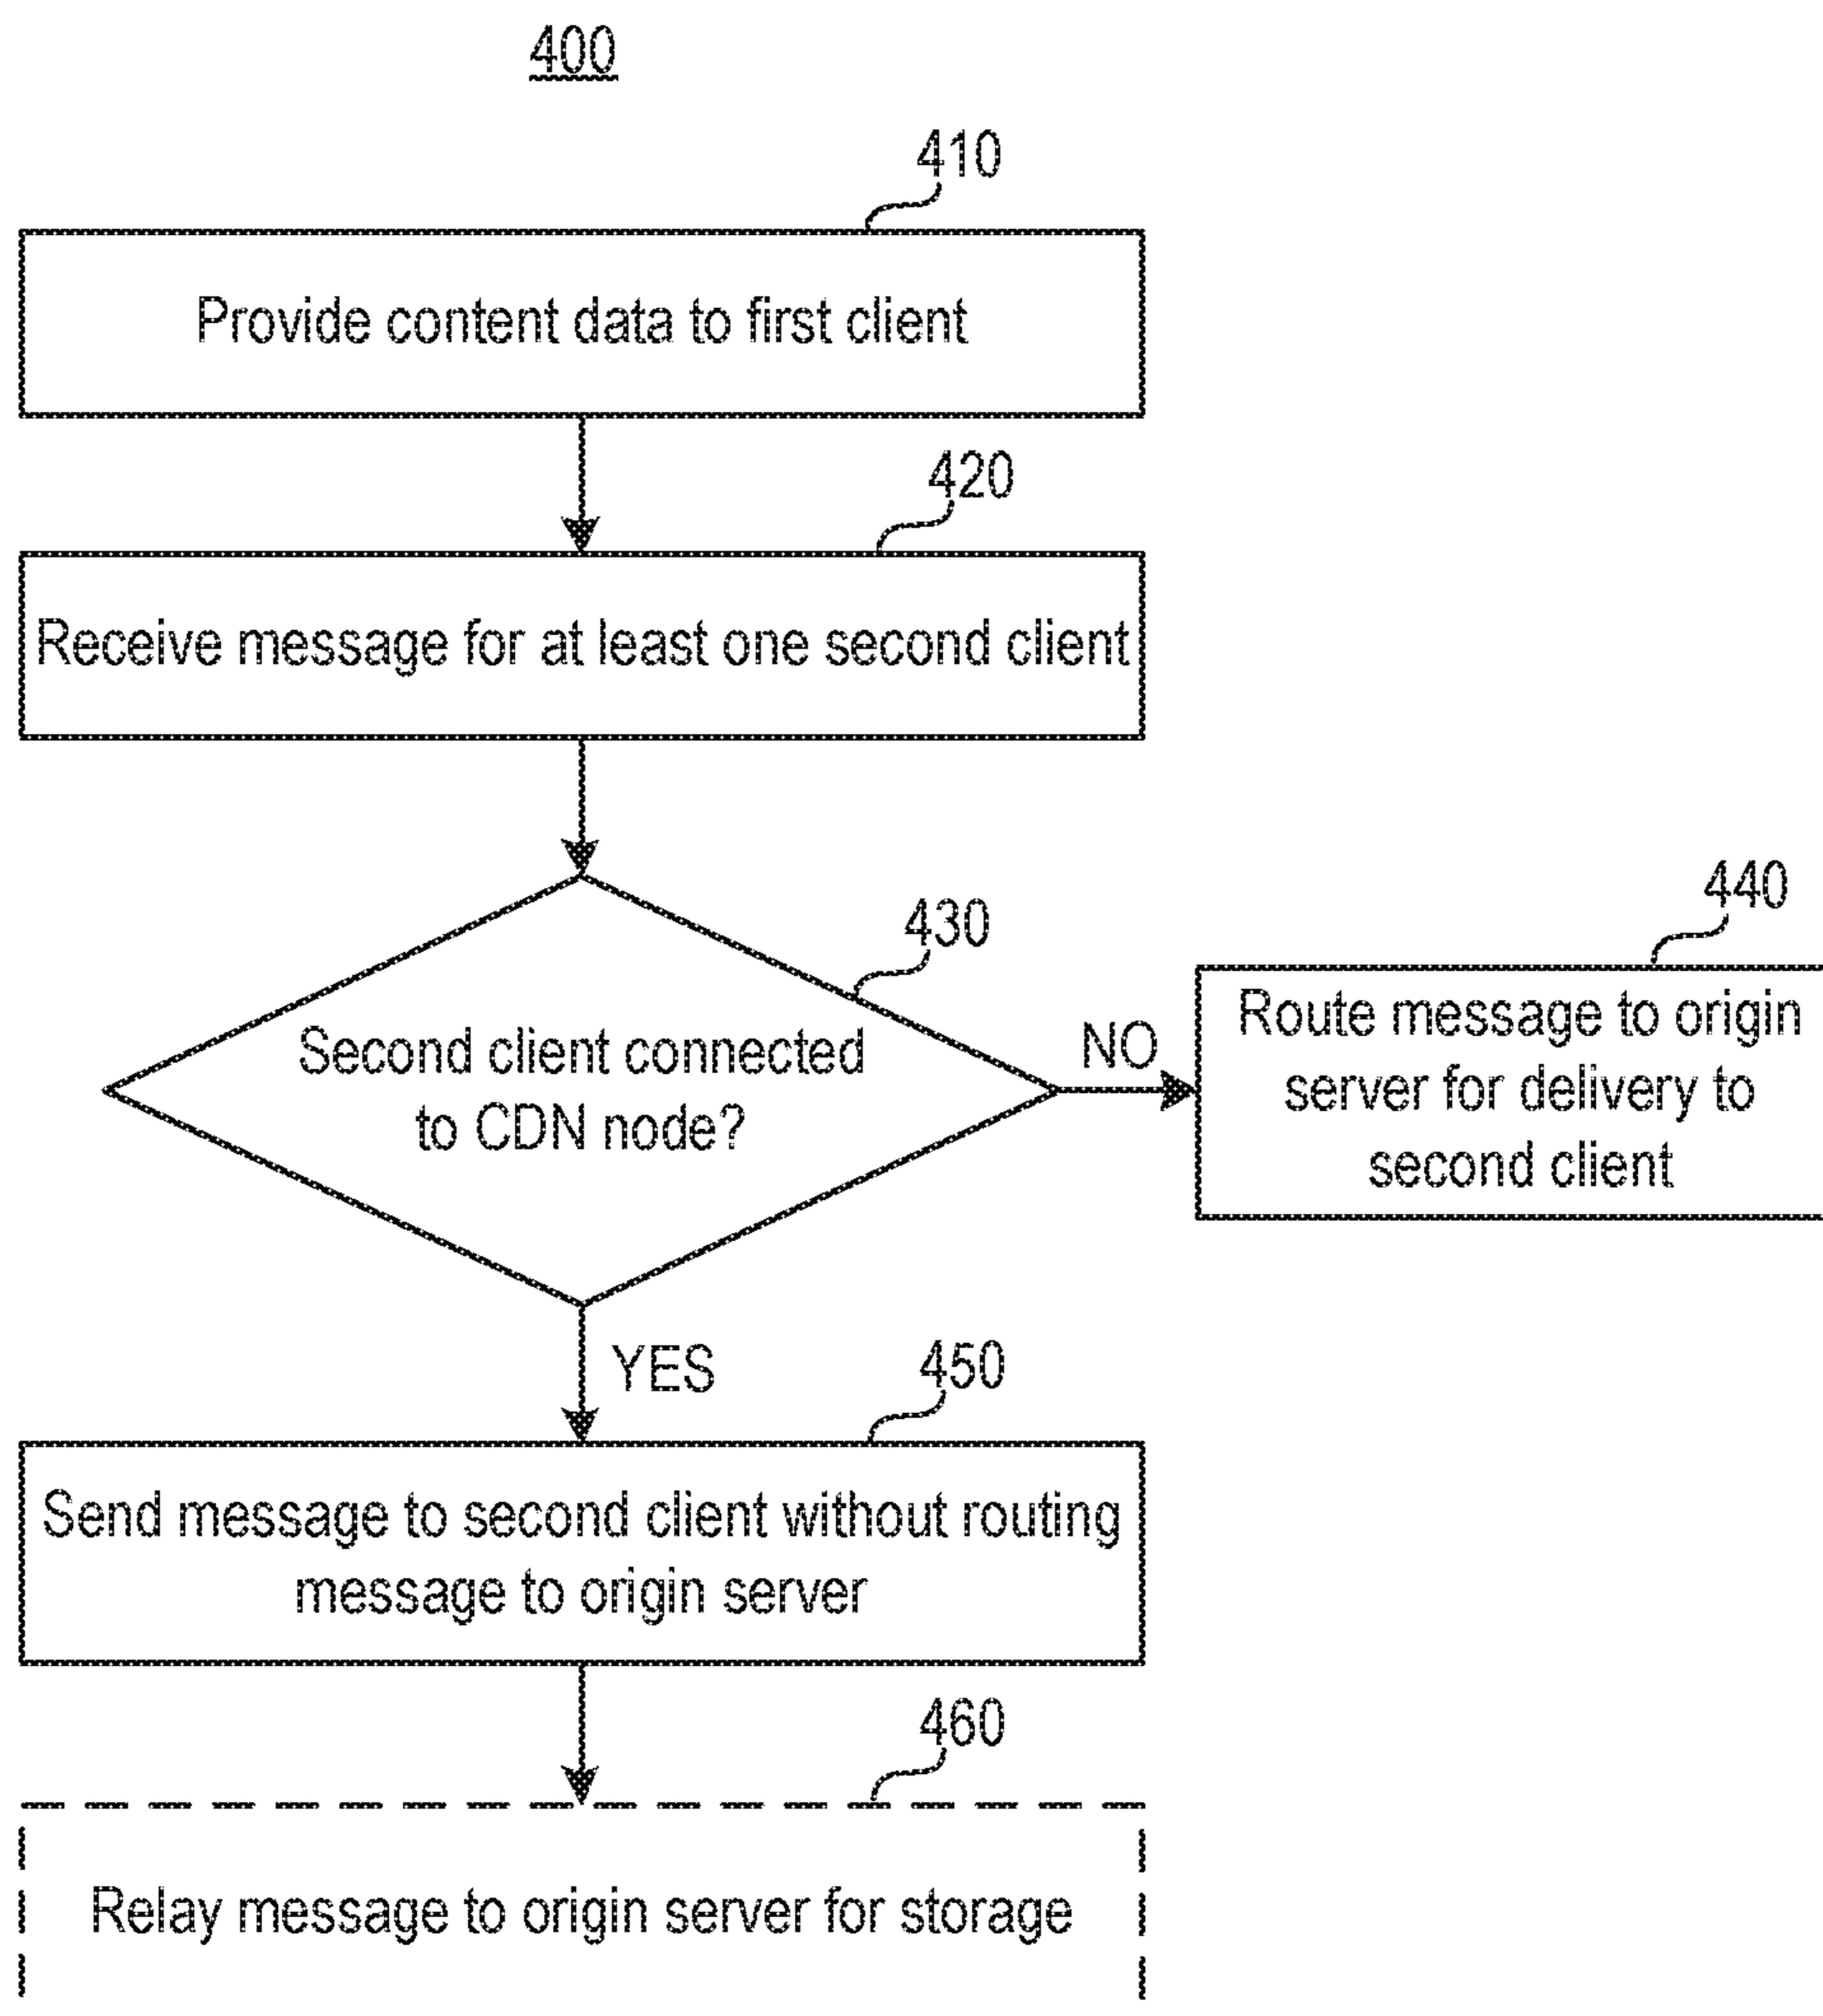 400
410
Provide content data to first client
420
Receive message for at least one second client
430
Second client connected
to CDN node?
NO
440
Route message to origin
server for delivery to
second client
YES
450
Send message to second client without routing
message to origin server
460
Relay message to origin server for storage